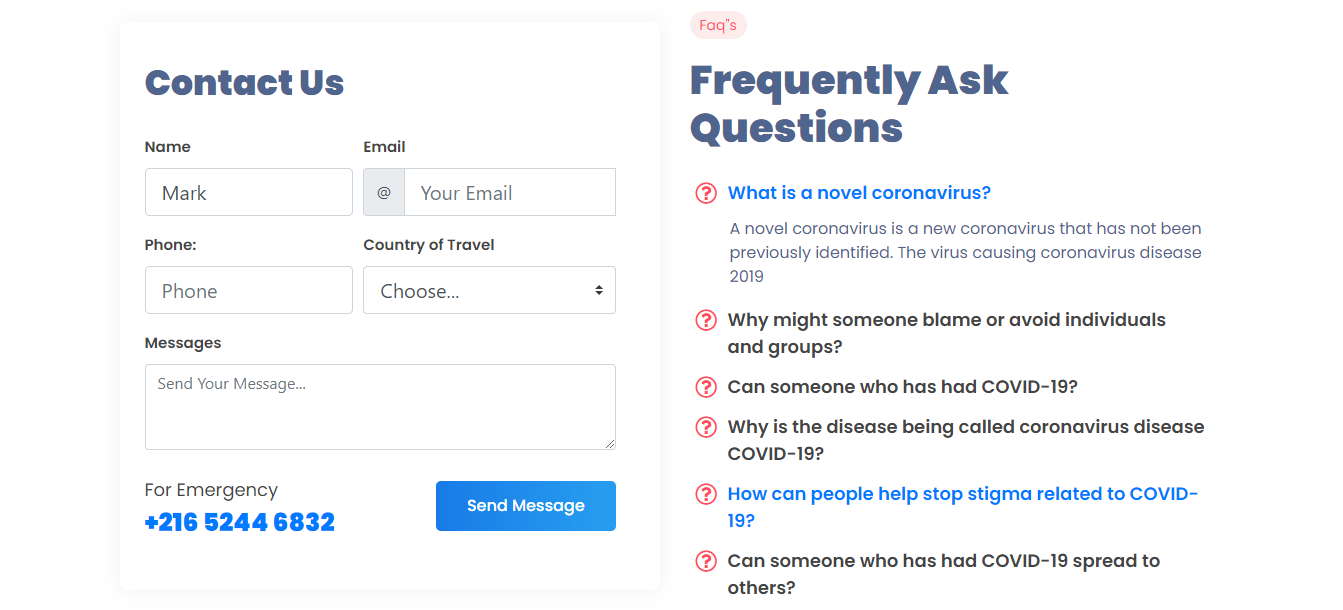 Contact Us
Name
Email
Mark
@
Your Email
Phone:
Country of Travel
Phone
Choose...
Messages
Send Your Message...
For Emergency
+216 5244 6832
Send Message
Faq"s
Frequently Ask
Questions
What is a novel coronavirus?
A novel coronavirus is a new coronavirus that has not been
previously identified. The virus causing coronavirus disease
2019
Why might someone blame or avoid individuals
and groups?
Can someone who has had COVID-19?
Why is the disease being called coronavirus disease
COVID-19?
How can people help stop stigma related to COVID-
19?
Can someone who has had COVID-19 spread to
others?